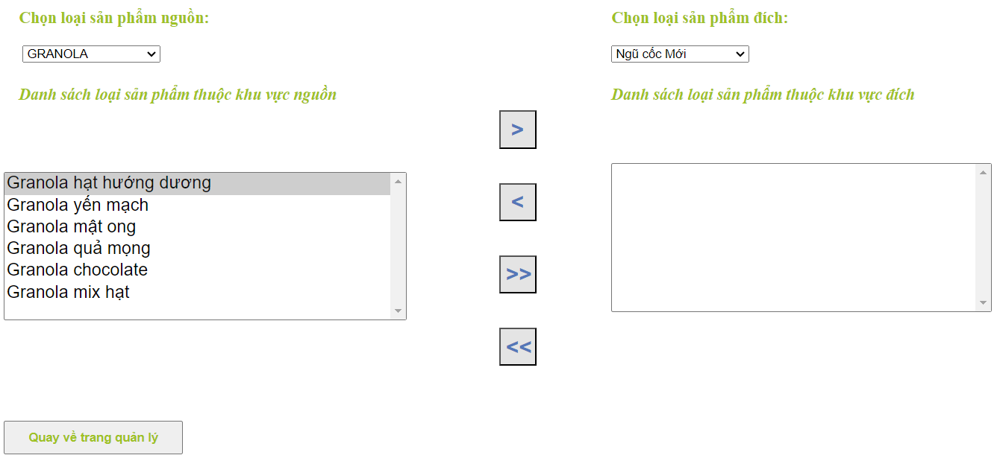 Chọn loại sản phẩm nguồn:
GRANOLA
Danh sách loại sản phẩm thuộc khu vực nguồn
Granola hạt hướng dương
Granola yến mạch
Granola mật ong
Granola quả mọng
Granola chocolate
Granola mix hạt
>
<
>>
<<
Chọn loại sản phẩm đích:
Ngũ cốc Mới
Danh sách loại sản phẩm thuộc khu vực đích
Quay về trang quản lý